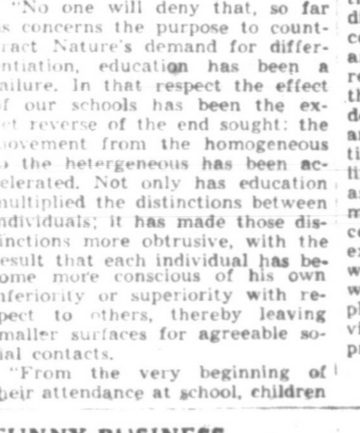 "No one will deny that, so far
s concerns the purpose to count-
ract Nature's demand for differ-
entiation, education has been a
ailure. In that respect the effect
f our schools has been the ex-
ct reverse of the end sought: the
ovement from the homogeneous
o the hetergeneous has been ac-
elerated. Not only has education
multiplied the distinctions between
ndividuals; it has made those dis-
inctions more obtrusive, with the
esult that each individual has be-
ome more conscious of his own
nferiority or superiority with re-
pect to others, thereby leaving
maller surfaces for agreeable so-
ial contacts.
"From the very beginning of
heir attendance at school, children
FUNNY BUSINESS